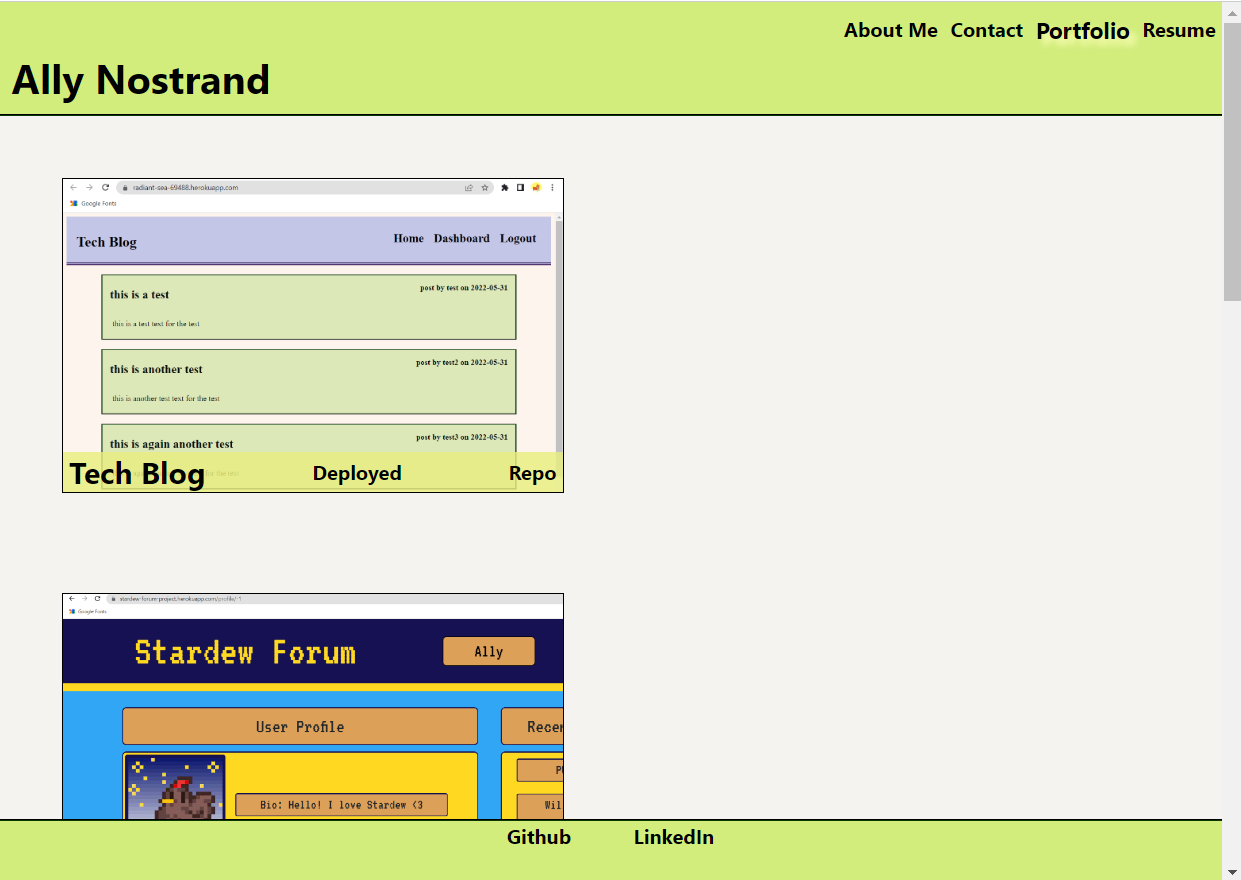 About Me Contact Portfolio Resume
Ally Nostrand
radiant-sea-69488.herokuapp.com
Google Fonts
Tech Blog
Home Dashboard Logout
this is a test
post by test on 2022-05-31
this is a test text for the test
this is another test
post by test2 on 2022-05-31
this is another test text for the test
this is again another test
post by test3 on 2022-05-31
Tech Blog Deployed Repo
stardew-forum-project.herokuapp.com/profile/
Google Fonts
Stardew Forum
Ally
User Profile
Recen
Bio: Hello! I love Stardew <3
Wil
Github LinkedIn